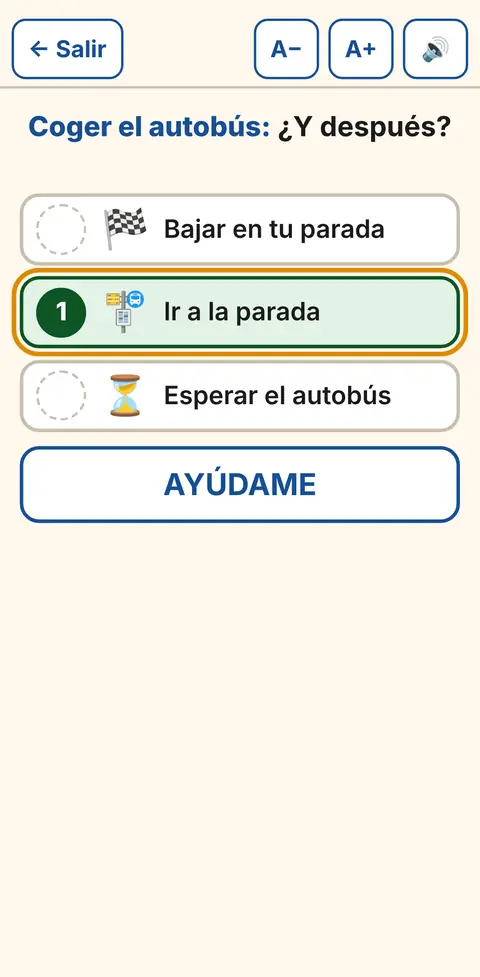 ← Salir
A−
A+
Coger el autobús: ¿Y después?
Bajar en tu parada
1
Ir a la parada
Esperar el autobús
AYÚDAME